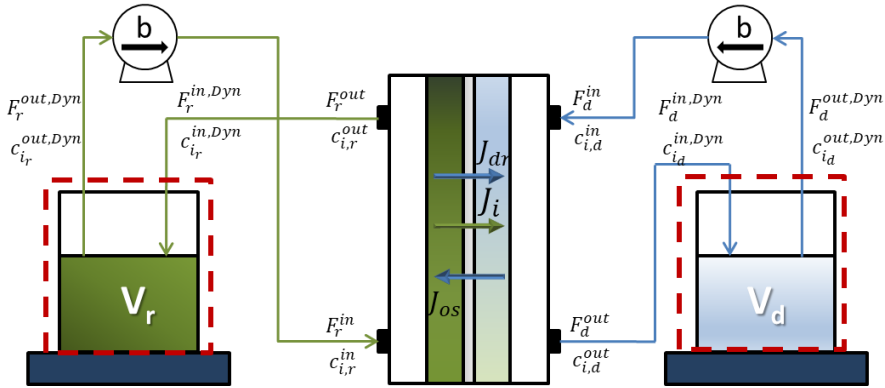 b
b
F_r^{out,Dyn}
c_{i_r}^{out,Dyn}
F_r^{in,Dyn}
c_{i_r}^{in,Dyn}
F_r^{out}
c_{i,r}^{out}
F_d^{in}
c_{i,d}^{in}
F_d^{in,Dyn}
c_{i_d}^{in,Dyn}
F_d^{out,Dyn}
c_{i_d}^{out,Dyn}
J_{dr}
J_i
J_{os}
V_r
V_d
F_r^{in}
c_{i,r}^{in}
F_d^{out}
c_{i,d}^{out}